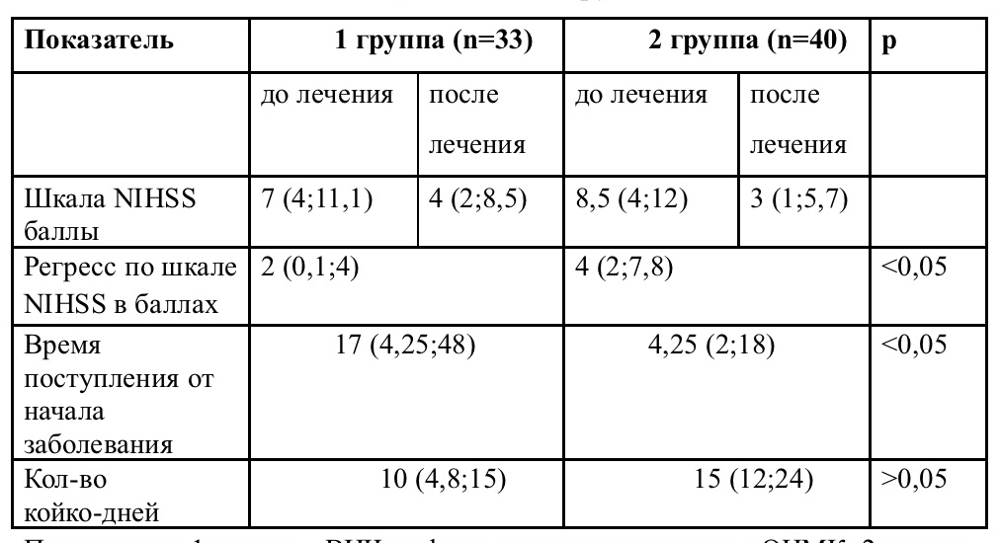 Показатель 1 группа (n=33) 2 группа (n=40) p
до лечения после лечения до лечения после лечения
Шкала NIHSS баллы 7 (4;11,1) 4 (2;8,5) 8,5 (4;12) 3 (1;5,7)
Регресс по шкале NIHSS в баллах 2 (0,1;4) 4 (2;7,8) <0,05
Время поступления от начала заболевания 17 (4,25;48) 4,25 (2;18) <0,05
Кол-во койко-дней 10 (4,8;15) 15 (12;24) >0,05